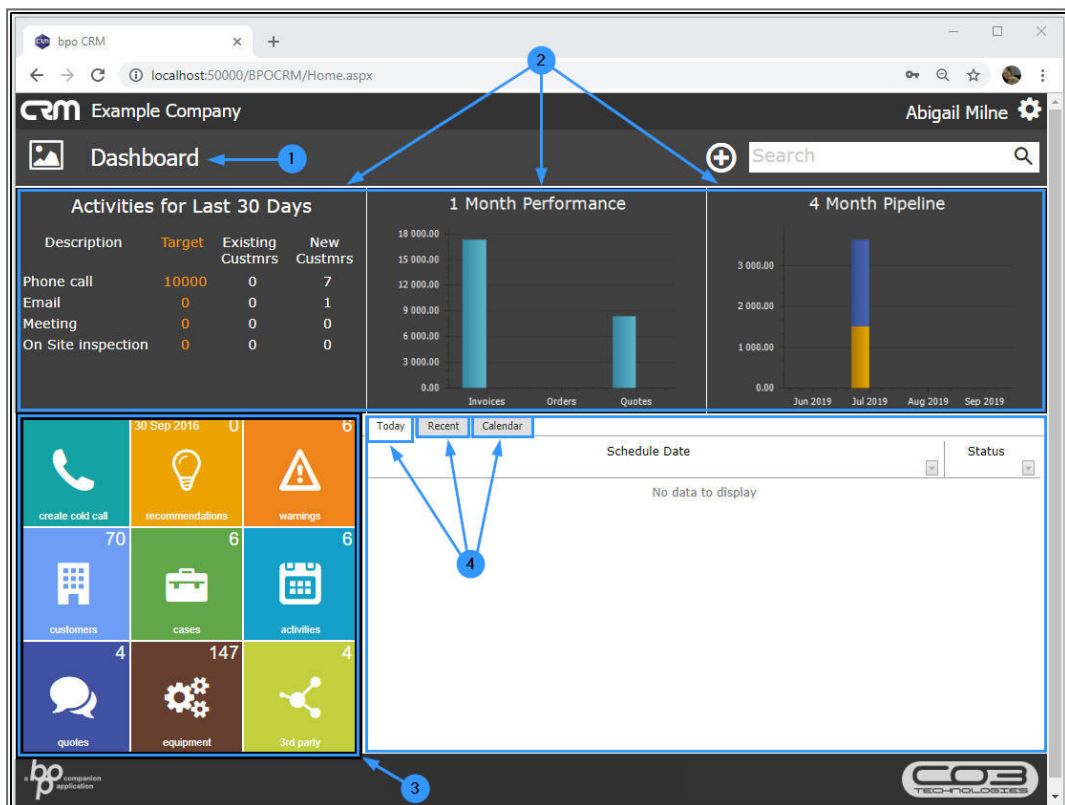 bpo CRM
localhost:50000/BPOCRM/Home.aspx
2
CRM Example Company
Abigail Milne
Dashboard
1
Search
Activities for Last 30 Days
Description Target Existing Custmrs New Custmrs
Phone call 10000 0 7
Email 0 0 1
Meeting 0 0 0
On Site inspection 0 0 0
1 Month Performance
18 000.00
15 000.00
12 000.00
9 000.00
6 000.00
3 000.00
0.00
Invoices Orders Quotes
4 Month Pipeline
3 000.00
2 000.00
1 000.00
0.00
Jun 2019 Jul 2019 Aug 2019 Sep 2019
create cold call
30 Sep 2016 0
recommendations
6
warnings
70
customers
6
cases
6
activities
4
quotes
147
equipment
4
3rd party
3
Today Recent Calendar
Schedule Date Status
No data to display
4
a bpo companion application
CO3
TECHNOLOGIES